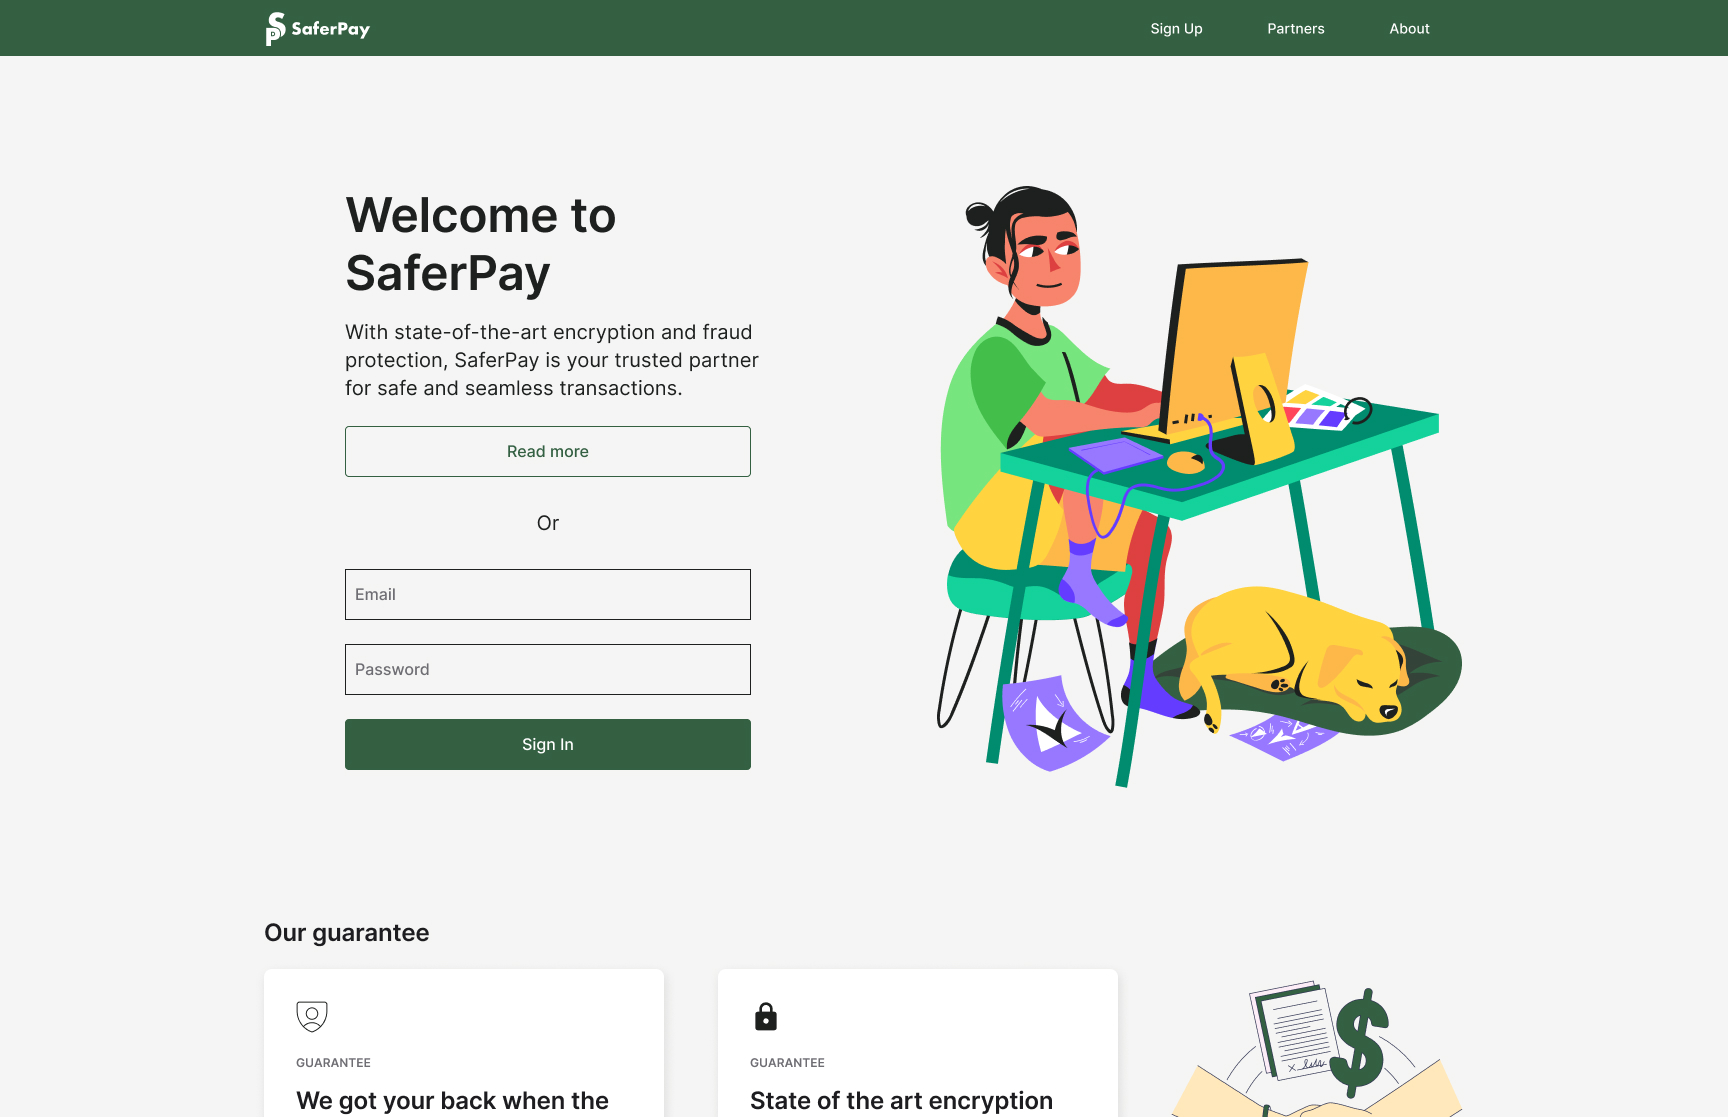 SaferPay
Sign Up
Partners
About
Welcome to
SaferPay
With state-of-the-art encryption and fraud
protection, SaferPay is your trusted partner
for safe and seamless transactions.
Read more
Or
Email
Password
Sign In
Our guarantee
GUARANTEE
We got your back when the
GUARANTEE
State of the art encryption